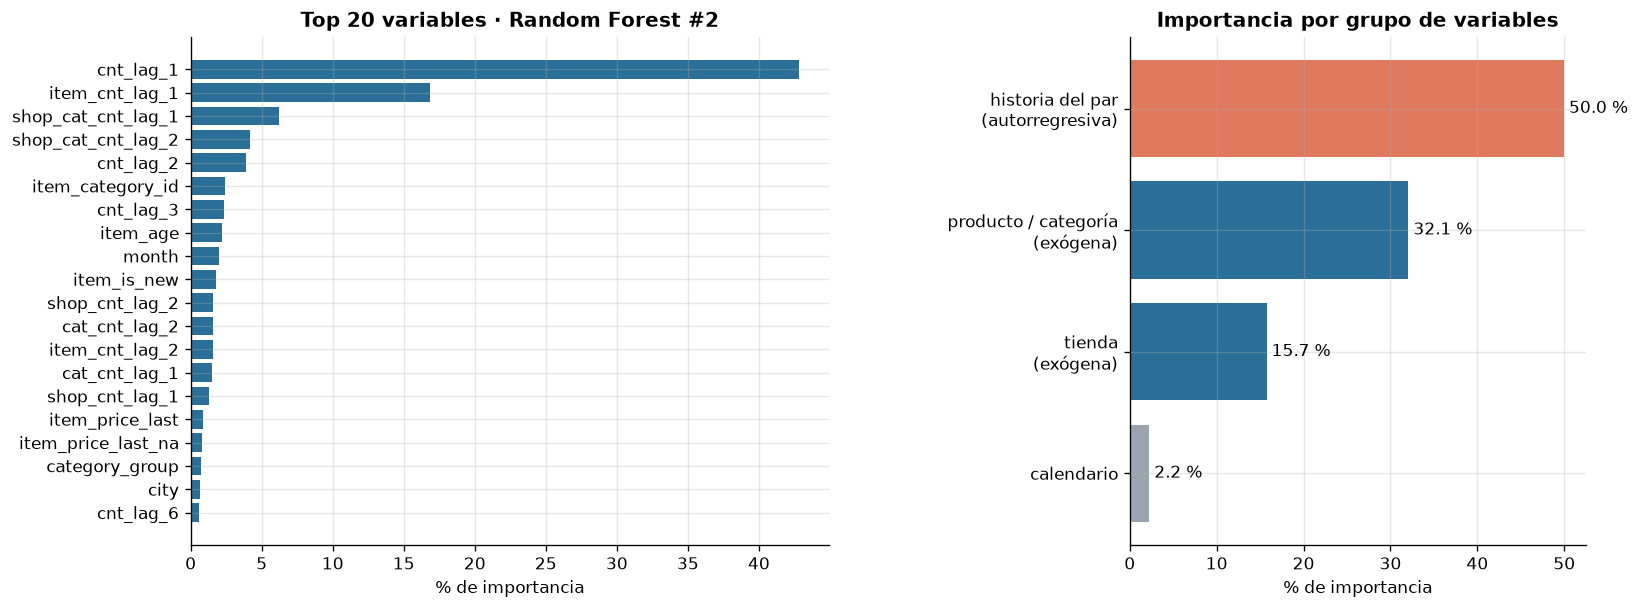 Top 20 variables · Random Forest #2
cnt_lag_1
item_cnt_lag_1
shop_cat_cnt_lag_1
shop_cat_cnt_lag_2
cnt_lag_2
item_category_id
cnt_lag_3
item_age
month
item_is_new
shop_cnt_lag_2
cat_cnt_lag_2
item_cnt_lag_2
cat_cnt_lag_1
shop_cnt_lag_1
item_price_last
item_price_last_na
category_group
city
cnt_lag_6
0 5 10 15 20 25 30 35 40
% de importancia
Importancia por grupo de variables
historia del par
(autorregresiva)
50.0 %
producto / categoría
(exógena)
32.1 %
tienda
(exógena)
15.7 %
calendario
2.2 %
0 10 20 30 40 50
% de importancia